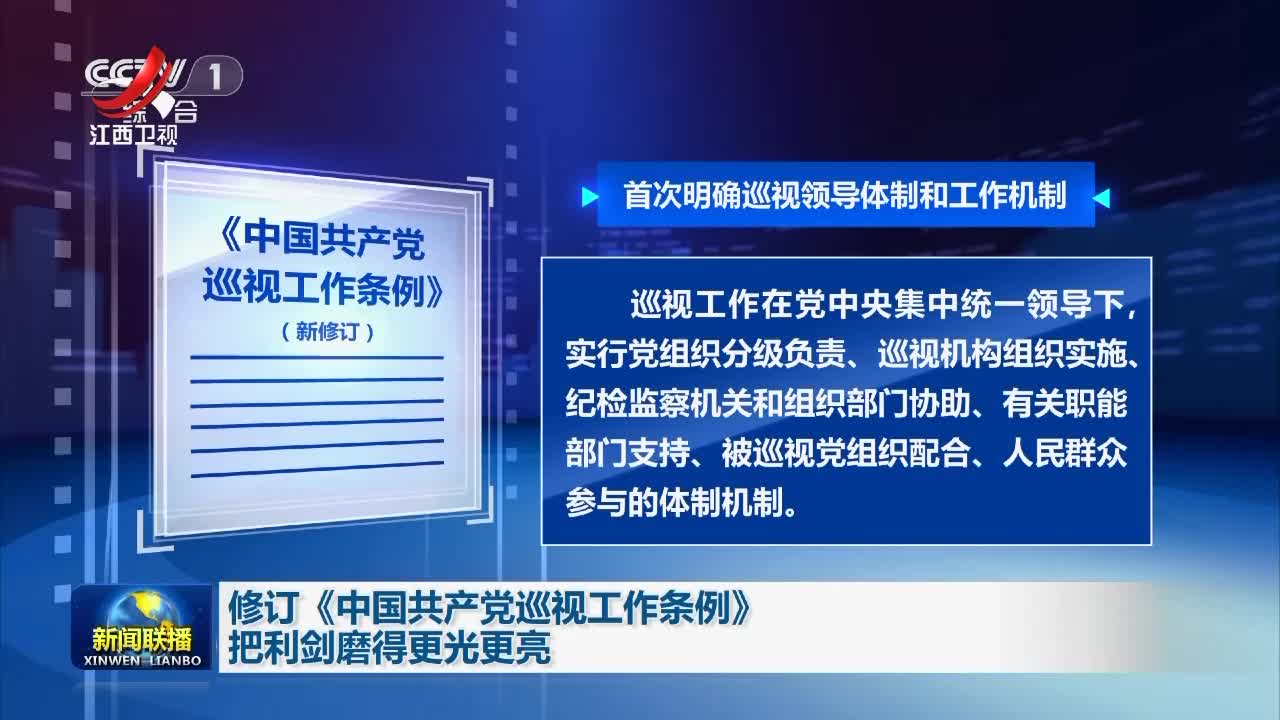 CCTV 1
综合
江西卫视
《中国共产党
巡视工作条例》
（新修订）
首次明确巡视领导体制和工作机制
巡视工作在党中央集中统一领导下，
实行党组织分级负责、巡视机构组织实施、
纪检监察机关和组织部门协助、有关职能
部门支持、被巡视党组织配合、人民群众
参与的体制机制。
修订《中国共产党巡视工作条例》
把利剑磨得更光更亮
新闻联播
XINWEN LIANBO